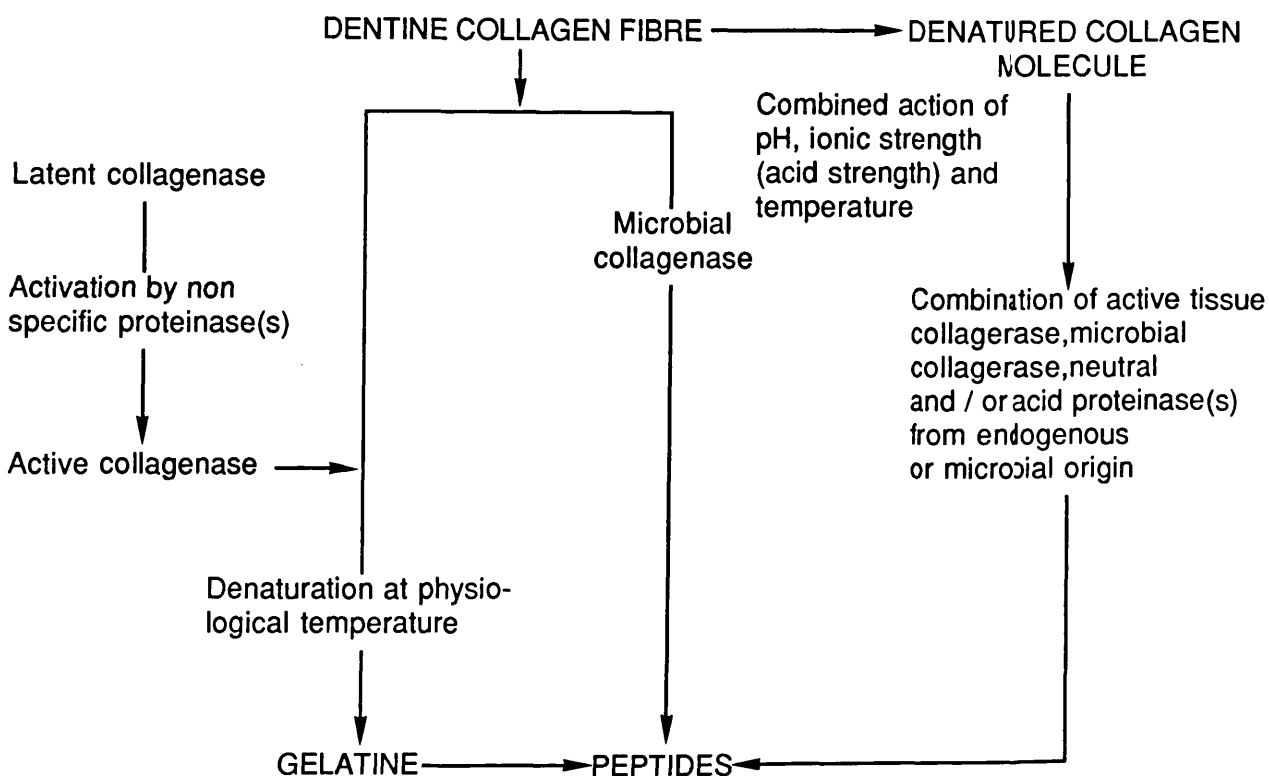 DENTINE COLLAGEN FIBRE
DENATURED COLLAGEN
MOLECULE
Combined action of
pH, ionic strength
(acid strength) and
temperature
Latent collagenase
Microbial
collagenase
Activation by non
specific proteinase(s)
Combination of active tissue
collagerase,microbial
collagerase,neutral
and / or acid proteinase(s)
from endogenous
or microbial origin
Active collagenase
Denaturation at physio-
logical temperature
GELATINE
PEPTIDES